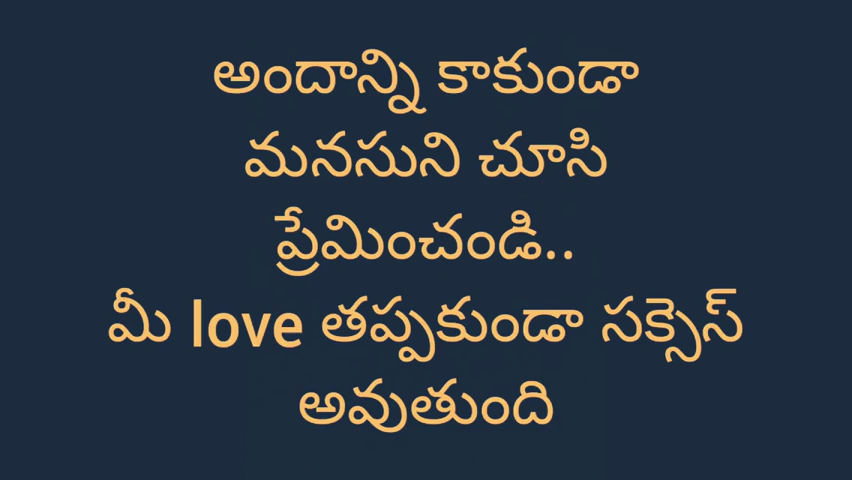 అందాన్ని కాకుండా
మనసుని చూసి
ప్రేమించండి..
మీ love తప్పకుండా సక్సెస్
అవుతుంది